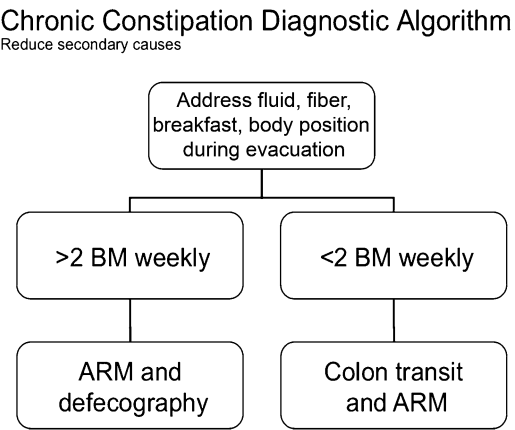 Chronic Constipation Diagnostic Algorithm
Reduce secondary causes
Address fluid, fiber,
breakfast, body position
during evacuation
>2 BM weekly
<2 BM weekly
ARM and
defecography
Colon transit
and ARM